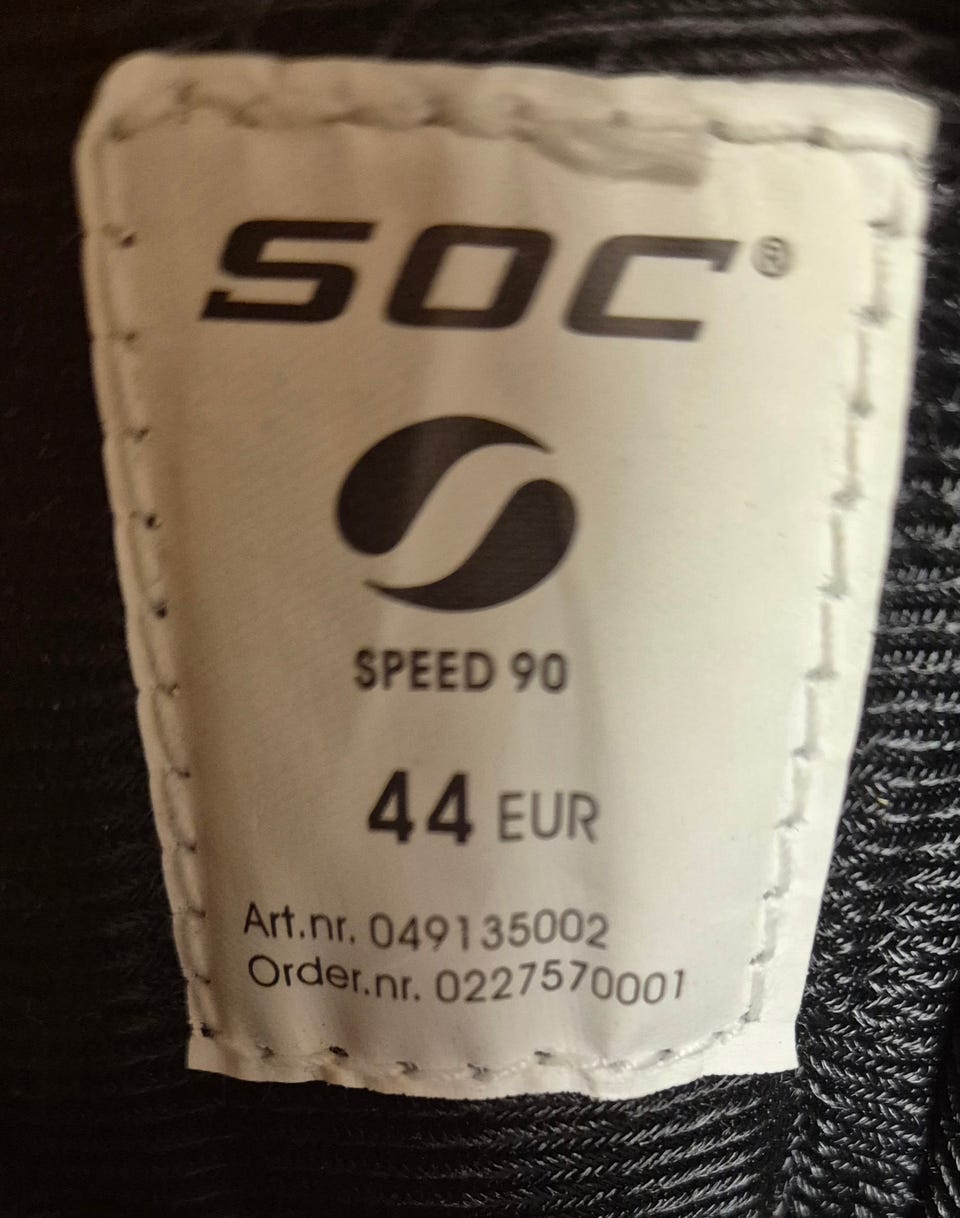 SOC®
SPEED 90
44 EUR
Art.nr. 049135002
Order.nr. 0227570001